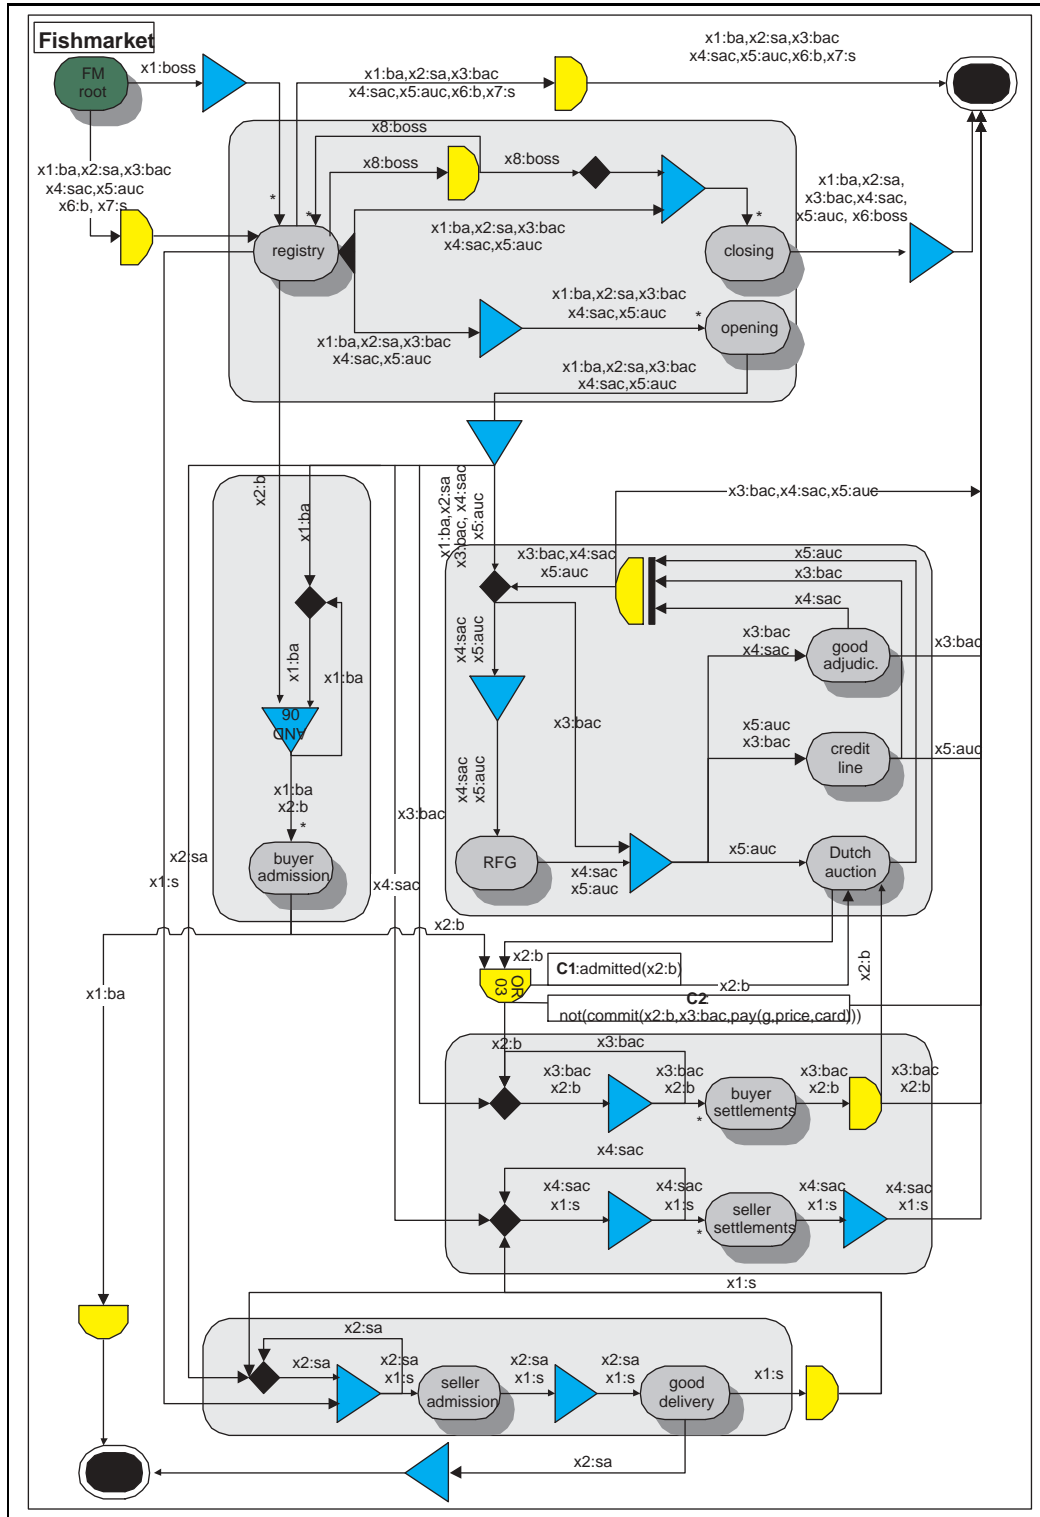 Fishmarket
FM
root
x1:boss
x1:ba,x2:sa,x3:bac
x4:sac,x5:auc,x6:b,x7:s
x1:ba,x2:sa,x3:bac
x4:sac,x5:auc,x6:b,x7:s
x1:ba,x2:sa,x3:bac
x4:sac,x5:auc
x6:b, x7:s
x8:boss
x8:boss
x8:boss
*
*
*
registry
x1:ba,x2:sa,x3:bac
x4:sac,x5:auc
closing
x1:ba,x2:sa,
x3:bac,x4:sac,
x5:auc, x6:boss
x1:ba,x2:sa,x3:bac
x4:sac,x5:auc
*
opening
x1:ba,x2:sa,x3:bac
x4:sac,x5:auc
x1:ba,x2:sa,x3:bac
x4:sac,x5:auc
x2:b
x1:ba
x1:ba,x2:sa
x3:bac, x4:sac
x5:auc
x3:bac,x4:sac,x5:auc
x3:bac,x4:sac
x5:auc
x5:auc
x3:bac
x4:sac
x1:ba
x1:ba
x4:sac
x5:auc
x3:bac
x3:bac
x4:sac
good
adjudic.
x3:bac
06
AND
x5:auc
x3:bac
credit
line
x5:auc
x4:sac
x5:auc
x1:ba
x2:b
*
x3:bac
buyer
admission
x2:sa
x1:s
x4:sac
RFG
x4:sac
x5:auc
x5:auc
Dutch
auction
x2:b
x2:b
x2:b
C1:admitted(x2:b)
OR
03
x2:b
x1:ba
C2:
not(commit(x2:b,x3:bac,pay(g,price,card)))
x2:b
x3:bac
x3:bac
x2:b
x3:bac
x2:b
*
buyer
settlements
x3:bac
x2:b
x3:bac
x2:b
x4:sac
x4:sac
x1:s
x4:sac
x1:s
*
seller
settlements
x4:sac
x1:s
x4:sac
x1:s
x1:s
x2:sa
x2:sa
x2:sa
x1:s
seller
admission
x2:sa
x1:s
x2:sa
x1:s
good
delivery
x1:s
x2:sa